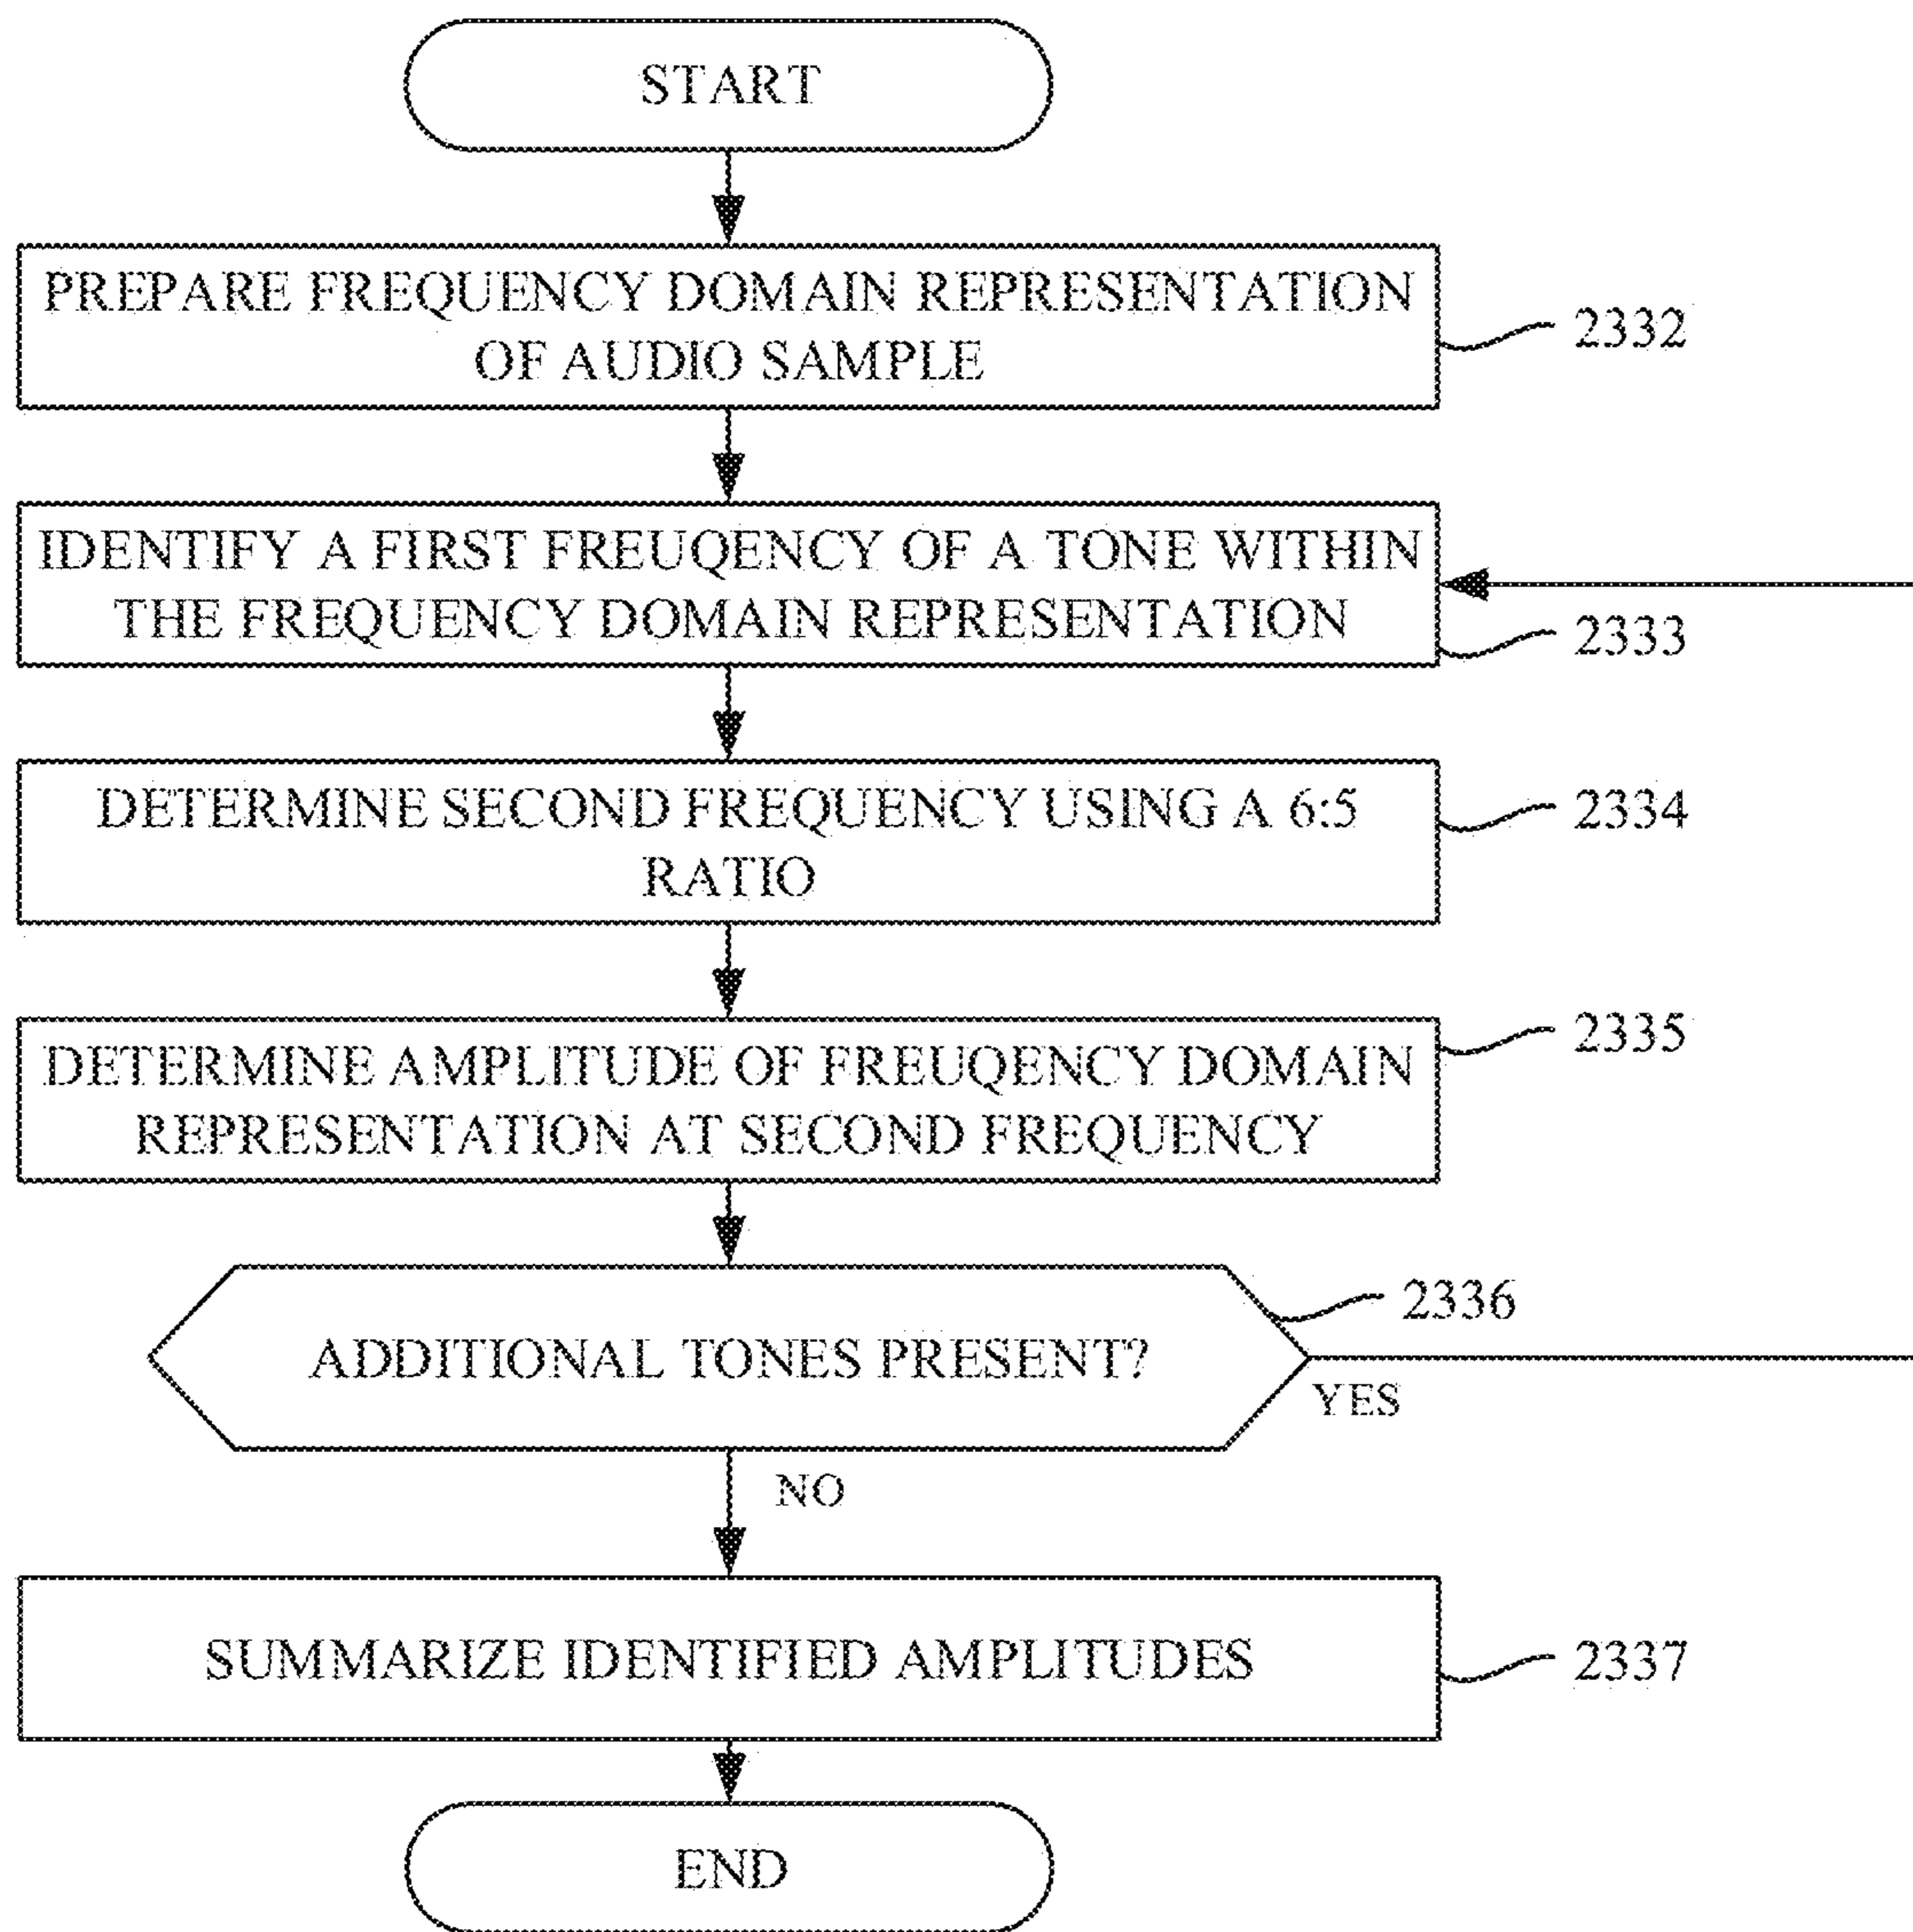 START
PREPARE FREQUENCY DOMAIN REPRESENTATION
OF AUDIO SAMPLE
2332
IDENTIFY A FIRST FREUQENCY OF A TONE WITHIN
THE FREQUENCY DOMAIN REPRESENTATION
2333
DETERMINE SECOND FREQUENCY USING A 6:5
RATIO
2334
DETERMINE AMPLITUDE OF FREUQENCY DOMAIN
REPRESENTATION AT SECOND FREQUENCY
2335
ADDITIONAL TONES PRESENT?
2336
YES
NO
SUMMARIZE IDENTIFIED AMPLITUDES
2337
END